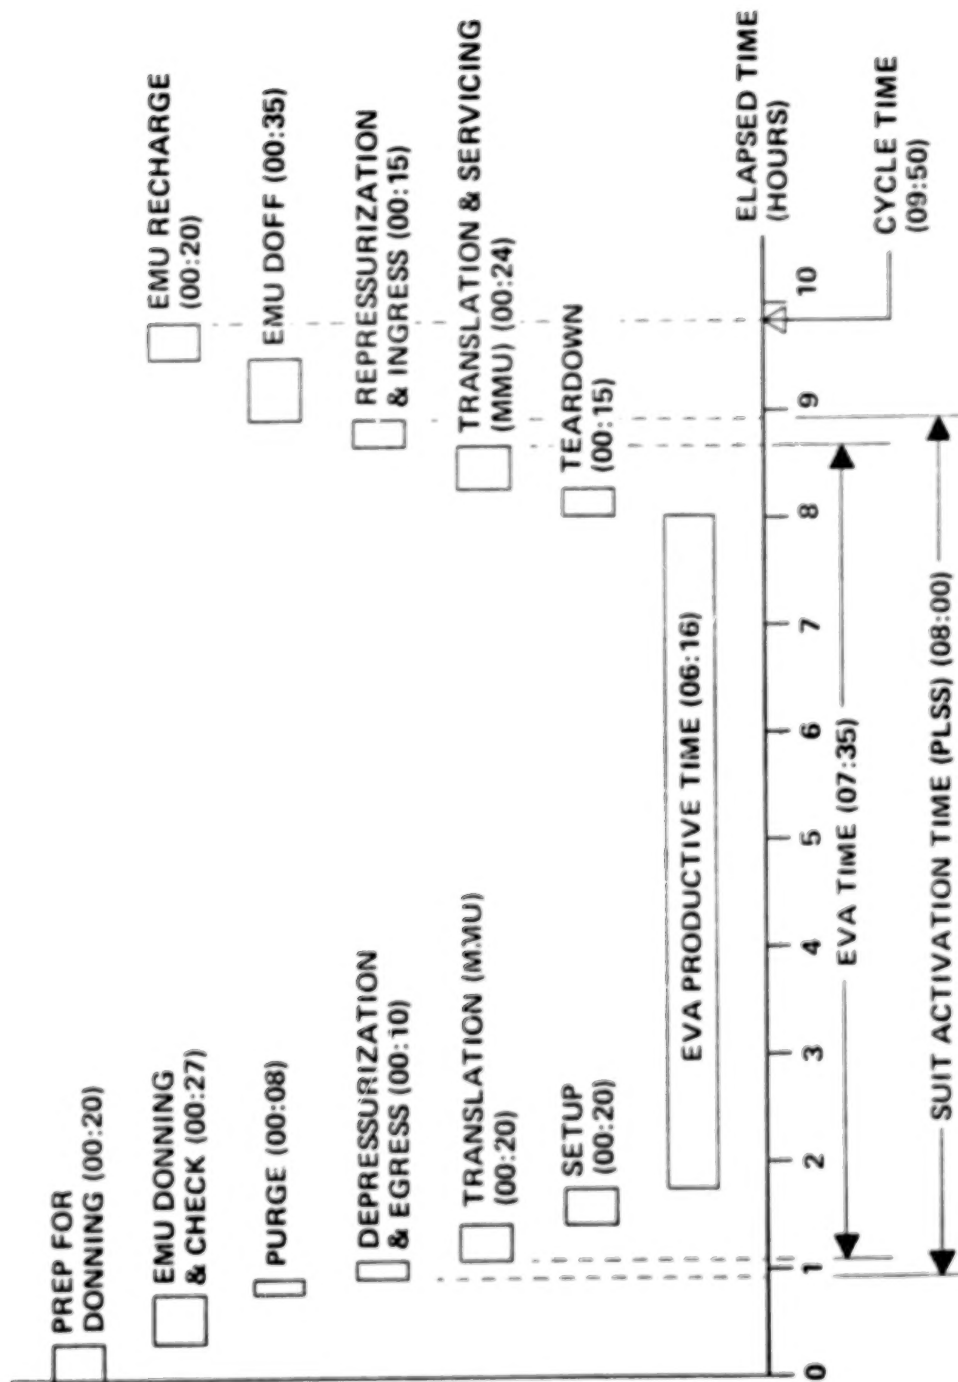 PREP FOR
DONNING (00:20)
EMU DONNING
& CHECK (00:27)
PURGE (00:08)
DEPRESSURIZATION
& EGRESS (00:10)
TRANSLATION (MMU)
(00:20)
SETUP
(00:20)
EVA PRODUCTIVE TIME (06:16)
TEARDOWN
(00:15)
TRANSLATION & SERVICING
(MMU) (00:24)
REPRESSURIZATION
& INGRESS (00:15)
EMU DOFF (00:35)
EMU RECHARGE
(00:20)
0 1 2 3 4 5 6 7 8 9 10
ELAPSED TIME
(HOURS)
EVA TIME (07:35)
SUIT ACTIVATION TIME (PLSS) (08:00)
CYCLE TIME
(09:50)